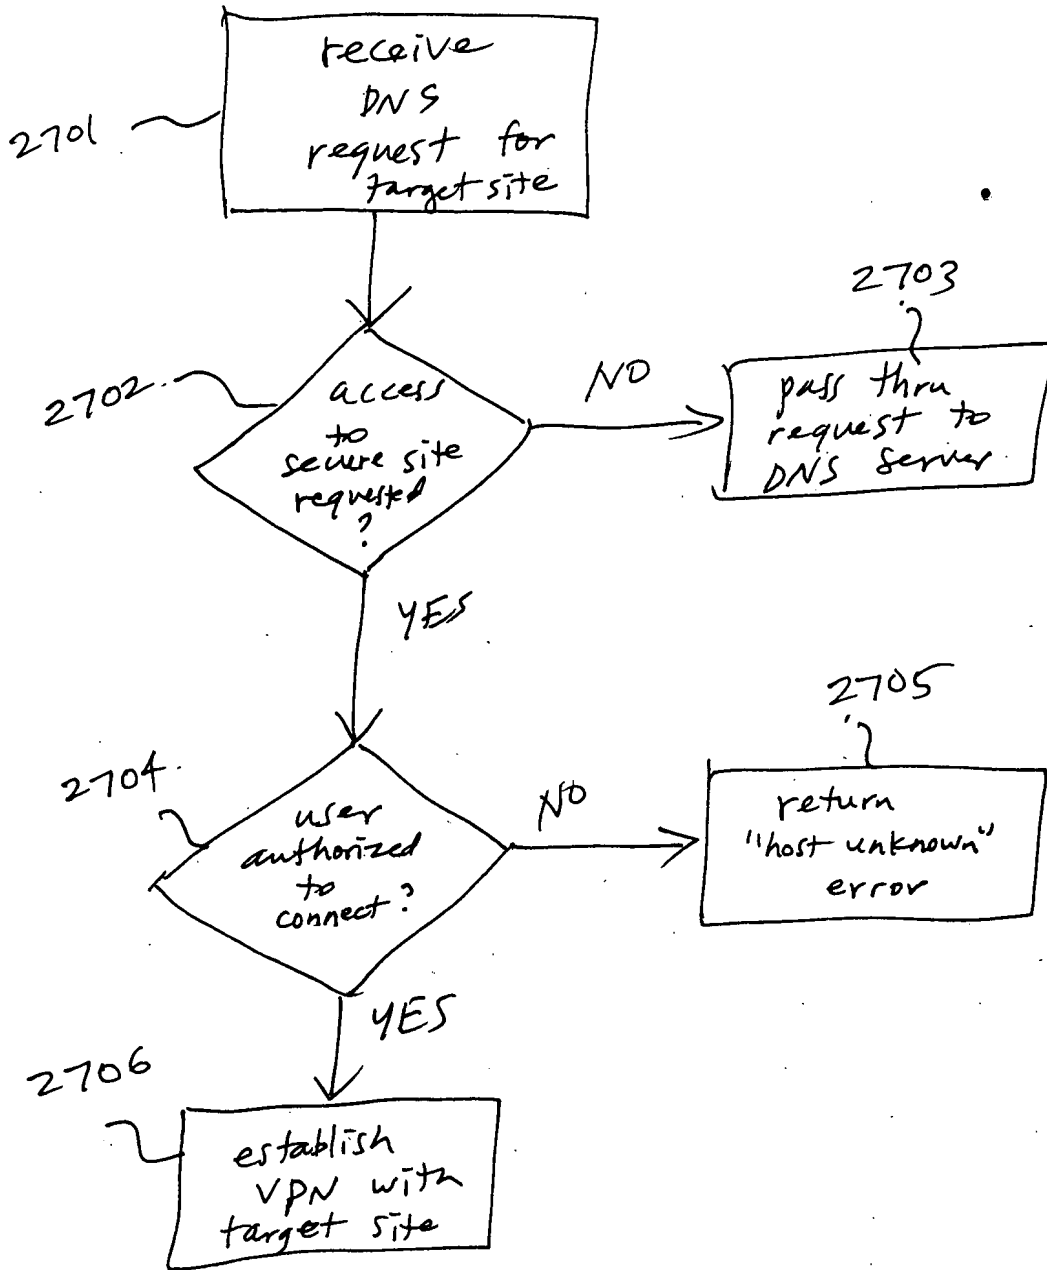 receive
DNS
request for
target site
2701
2703
2702
access
to
secure site
requested
?
NO
pass thru
request to
DNS server
YES
2705
2704
user
authorized
to
connect?
NO
return
"host unknown"
error
YES
2706
establish
VPN with
target site